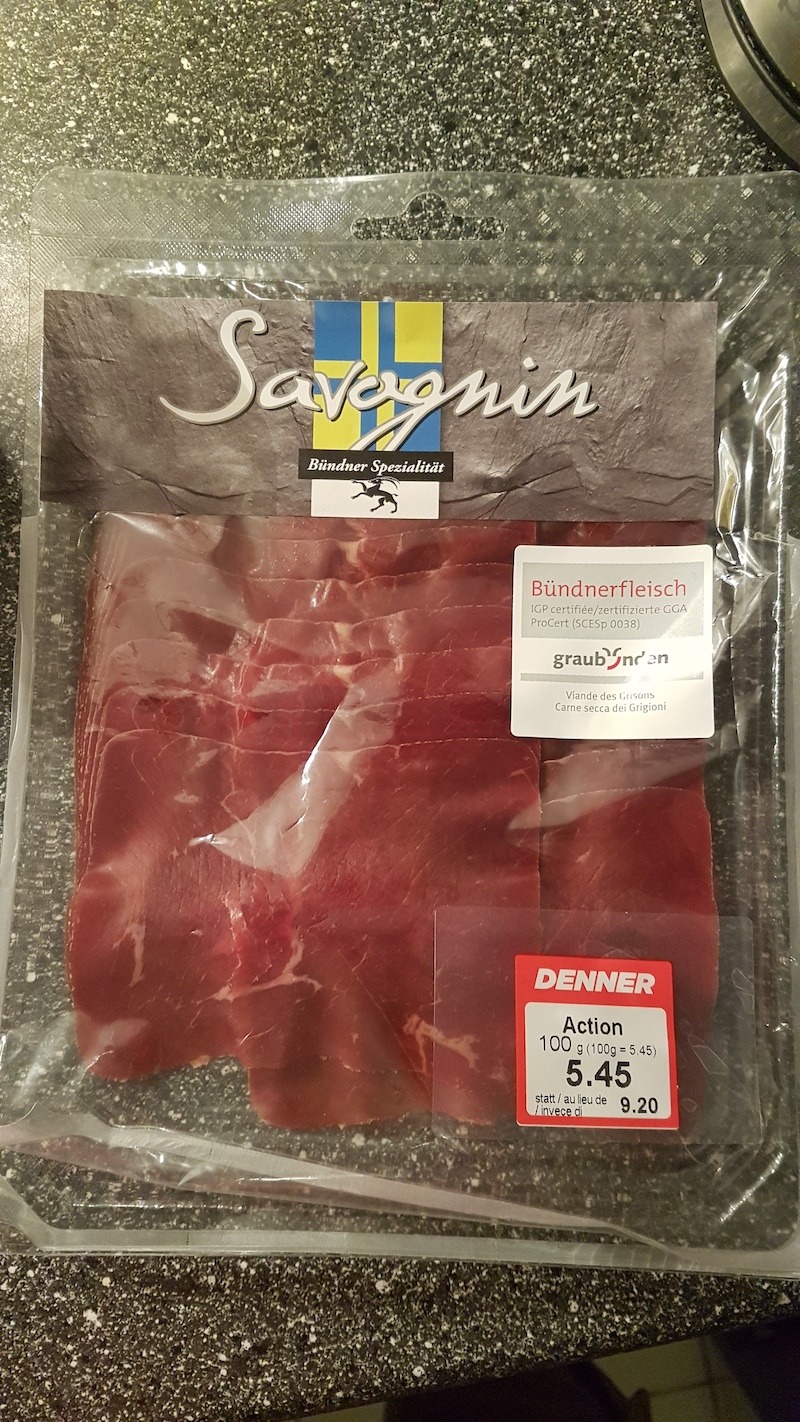 Savognin
Bündner Spezialität
Bündnerfleisch
IGP certifiée/zertifizierte GGA
ProCert (SCESp 0038)
graubünden
Viande des Grisons
Carne secca dei Grigioni
DENNER
Action
100 g (100g = 5.45)
5.45
statt / au lieu de
/ invece di 9.20